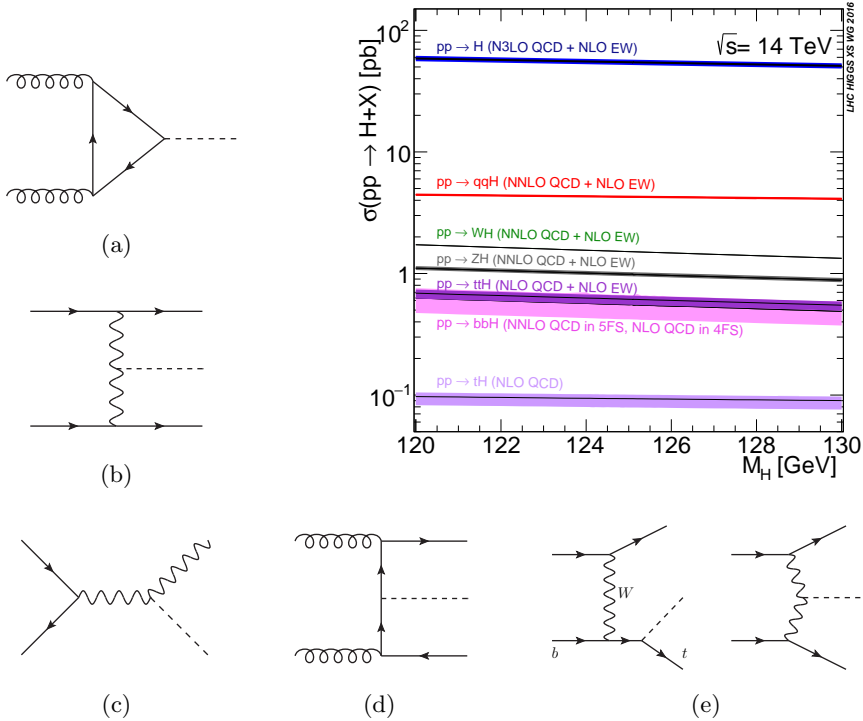 (a)
(b)
σ(pp → H+X) [pb]
10²
10
1
10⁻¹
√s= 14 TeV
LHC HIGGS XS WG 2016
pp → H (N3LO QCD + NLO EW)
pp → qqH (NNLO QCD + NLO EW)
pp → WH (NNLO QCD + NLO EW)
pp → ZH (NNLO QCD + NLO EW)
pp → ttH (NLO QCD + NLO EW)
pp → bbH (NNLO QCD in 5FS, NLO QCD in 4FS)
pp → tH (NLO QCD)
120 122 124 126 128 130
M_H [GeV]
W
b t
(c) (d) (e)